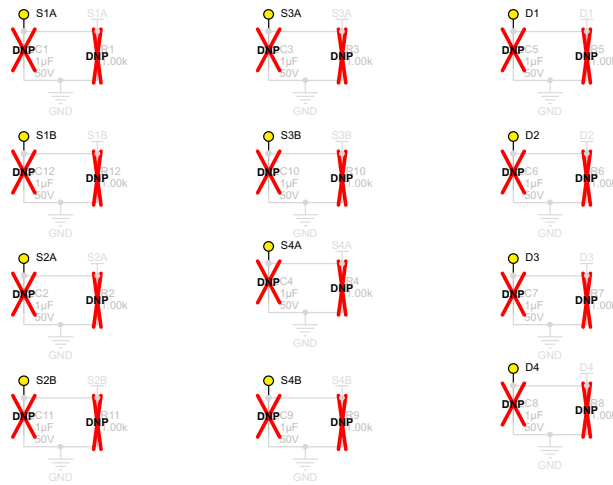 S1A S1A
DNP C1 DNP R1
1µF 1.00k
50V
GND
S3A S3A
DNP C3 DNP R3
1µF 1.00k
50V
GND
D1 D1
DNP C5 DNP R5
1µF 1.00k
50V
GND
S1B S1B
DNP C12 DNP R12
1µF 1.00k
50V
GND
S3B S3B
DNP C10 DNP R10
1µF 1.00k
50V
GND
D2 D2
DNP C6 DNP R6
1µF 1.00k
50V
GND
S2A S2A
DNP C2 DNP R2
1µF 1.00k
50V
GND
S4A S4A
DNP C4 DNP R4
1µF 1.00k
50V
GND
D3 D3
DNP C7 DNP R7
1µF 1.00k
50V
GND
S2B S2B
DNP C11 DNP R11
1µF 1.00k
50V
GND
S4B S4B
DNP C9 DNP R9
1µF 1.00k
50V
GND
D4 D4
DNP C8 DNP R8
1µF 1.00k
50V
GND